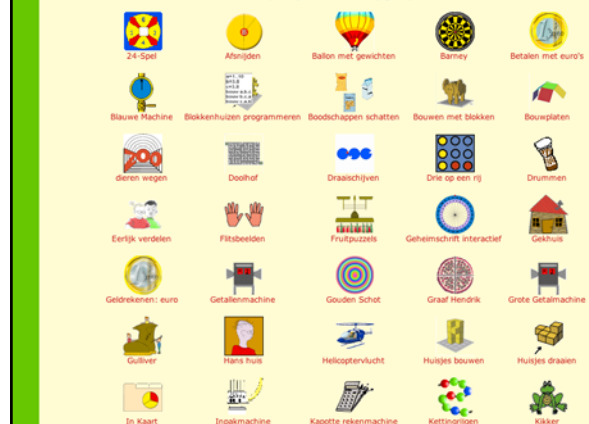 24-Spel
Afsnijden
Ballon met gewichten
Barney
Betalen met euro's
Blauwe Machine
Blokkenhuizen programmeren
Boodschappen schatten
Bouwen met blokken
Bouwplaten
ZOO
dieren wegen
Doolhof
Draaischijven
Drie op een rij
Drummen
Eerlijk verdelen
Flitsbeelden
Fruitpuzzels
Geheimschrift interactief
Gekhuis
Geldrekenen: euro
Getallenmachine
Gouden Schot
Graaf Hendrik
Grote Getalmachine
Gulliver
Hans huis
Helicoptervlucht
Huisjes bouwen
Huisjes draaien
In Kaart
Inpakmachine
Kapotte rekenmachine
Kettingrijgen
Kikker